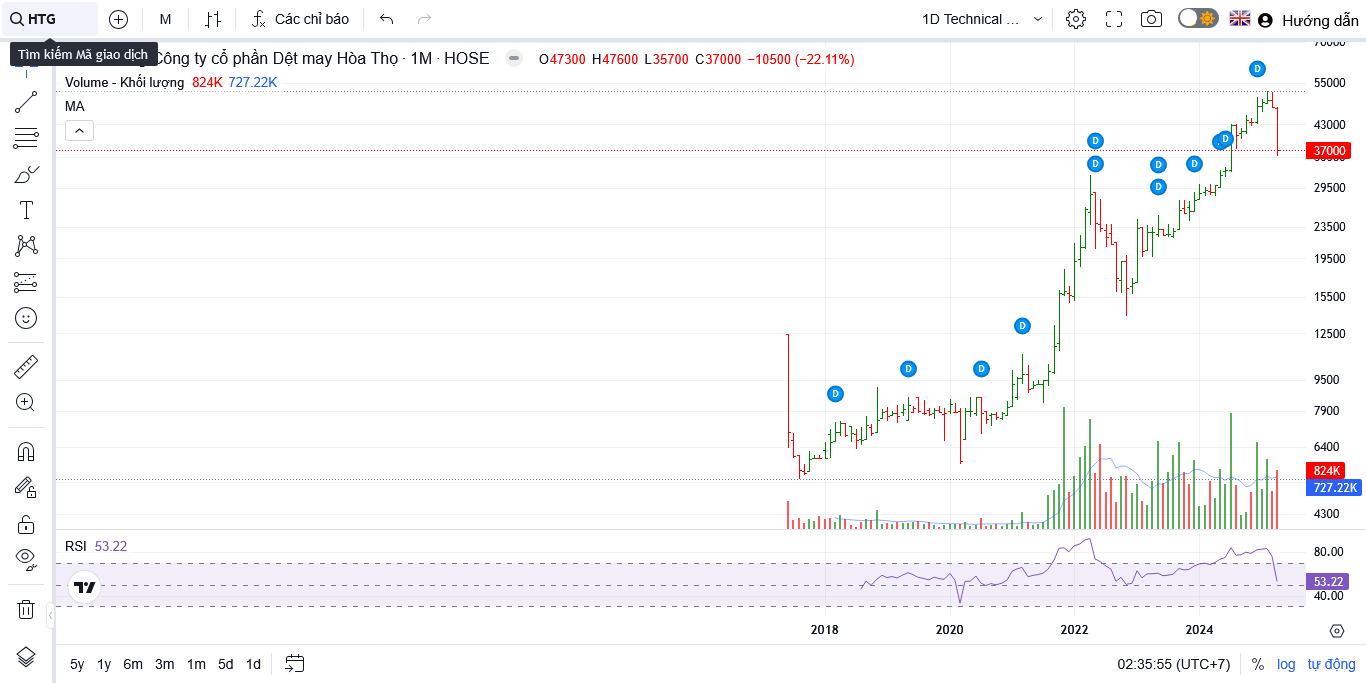 HTG
M
Các chỉ báo
1D Technical ...
Hướng dẫn
Tìm kiếm Mã giao dịch
Công ty cổ phần Dệt may Hòa Thọ · 1M · HOSE
O47300 H47600 L35700 C37000 −10500 (−22.11%)
Volume - Khối lượng 824K 727.22K
MA
D
D
D
D
D
D
D
D
D
D
D
D
70000
55000
43000
37000
29500
23500
19500
15500
12500
9500
7900
6400
824K
727.22K
4300
RSI 53.22
80.00
53.22
40.00
2018
2020
2022
2024
5y 1y 6m 3m 1m 5d 1d
02:35:55 (UTC+7)
% log tự động